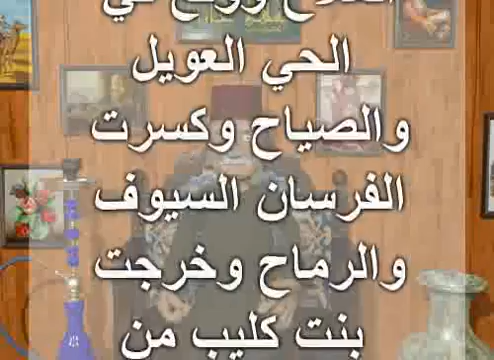 الحي العويل
والصياح وكسرت
الفرسان السيوف
والرماح وخرجت
بنت كليب من